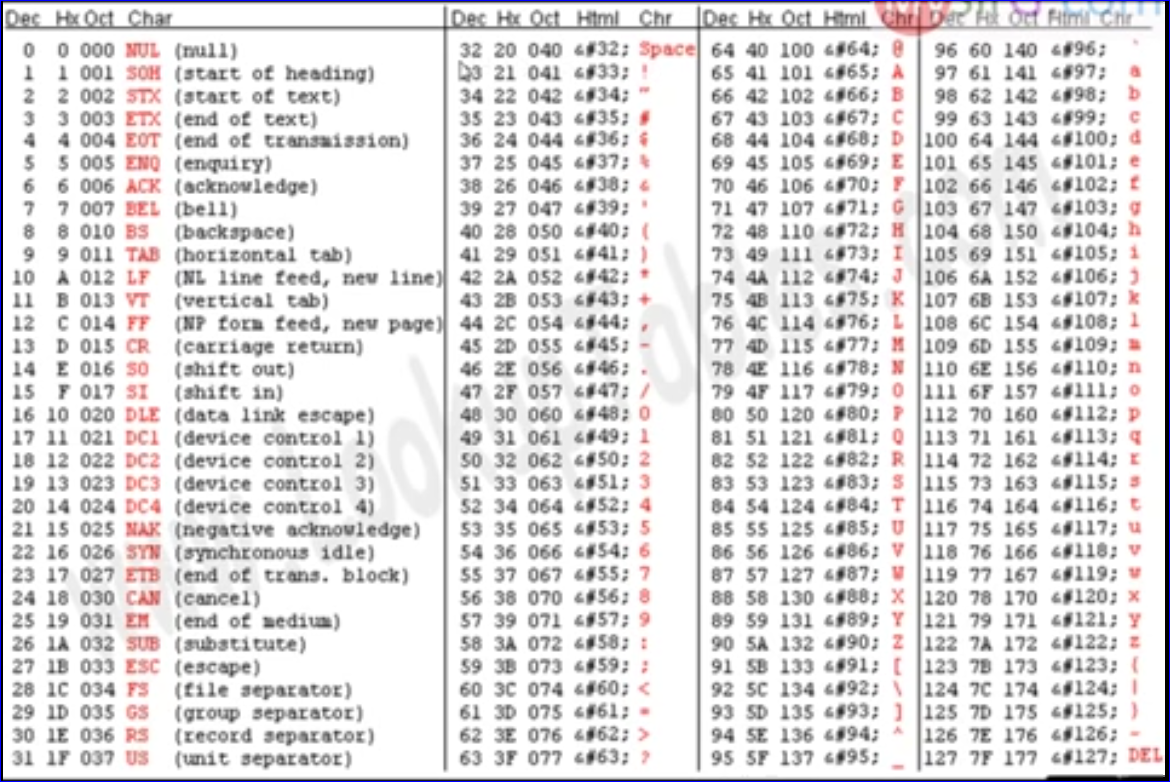 Dec Hx Oct Char
0 0 000 NUL (null)
1 1 001 SOH (start of heading)
2 2 002 STX (start of text)
3 3 003 ETX (end of text)
4 4 004 EOT (end of transmission)
5 5 005 ENQ (enquiry)
6 6 006 ACK (acknowledge)
7 7 007 BEL (bell)
8 8 010 BS (backspace)
9 9 011 TAB (horizontal tab)
10 A 012 LF (NL line feed, new line)
11 B 013 VT (vertical tab)
12 C 014 FF (NP form feed, new page)
13 D 015 CR (carriage return)
14 E 016 SO (shift out)
15 F 017 SI (shift in)
16 10 020 DLE (data link escape)
17 11 021 DC1 (device control 1)
18 12 022 DC2 (device control 2)
19 13 023 DC3 (device control 3)
20 14 024 DC4 (device control 4)
21 15 025 NAK (negative acknowledge)
22 16 026 SYN (synchronous idle)
23 17 027 ETB (end of trans. block)
24 18 030 CAN (cancel)
25 19 031 EM (end of medium)
26 1A 032 SUB (substitute)
27 1B 033 ESC (escape)
28 1C 034 FS (file separator)
29 1D 035 GS (group separator)
30 1E 036 RS (record separator)
31 1F 037 US (unit separator)
Dec Hx Oct Html Chr
32 20 040 &#32; Space
33 21 041 &#33; !
34 22 042 &#34; "
35 23 043 &#35; #
36 24 044 &#36; $
37 25 045 &#37; %
38 26 046 &#38; &
39 27 047 &#39; '
40 28 050 &#40; (
41 29 051 &#41; )
42 2A 052 &#42; *
43 2B 053 &#43; +
44 2C 054 &#44; ,
45 2D 055 &#45; -
46 2E 056 &#46; .
47 2F 057 &#47; /
48 30 060 &#48; 0
49 31 061 &#49; 1
50 32 062 &#50; 2
51 33 063 &#51; 3
52 34 064 &#52; 4
53 35 065 &#53; 5
54 36 066 &#54; 6
55 37 067 &#55; 7
56 38 070 &#56; 8
57 39 071 &#57; 9
58 3A 072 &#58; :
59 3B 073 &#59; ;
60 3C 074 &#60; <
61 3D 075 &#61; =
62 3E 076 &#62; >
63 3F 077 &#63; ?
Dec Hx Oct Html Chr
64 40 100 &#64; @
65 41 101 &#65; A
66 42 102 &#66; B
67 43 103 &#67; C
68 44 104 &#68; D
69 45 105 &#69; E
70 46 106 &#70; F
71 47 107 &#71; G
72 48 110 &#72; H
73 49 111 &#73; I
74 4A 112 &#74; J
75 4B 113 &#75; K
76 4C 114 &#76; L
77 4D 115 &#77; M
78 4E 116 &#78; N
79 4F 117 &#79; O
80 50 120 &#80; P
81 51 121 &#81; Q
82 52 122 &#82; R
83 53 123 &#83; S
84 54 124 &#84; T
85 55 125 &#85; U
86 56 126 &#86; V
87 57 127 &#87; W
88 58 130 &#88; X
89 59 131 &#89; Y
90 5A 132 &#90; Z
91 5B 133 &#91; [
92 5C 134 &#92; \
93 5D 135 &#93; ]
94 5E 136 &#94; ^
95 5F 137 &#95; _
Dec Hx Oct Html Chr
96 60 140 &#96; `
97 61 141 &#97; a
98 62 142 &#98; b
99 63 143 &#99; c
100 64 144 &#100; d
101 65 145 &#101; e
102 66 146 &#102; f
103 67 147 &#103; g
104 68 150 &#104; h
105 69 151 &#105; i
106 6A 152 &#106; j
107 6B 153 &#107; k
108 6C 154 &#108; l
109 6D 155 &#109; m
110 6E 156 &#110; n
111 6F 157 &#111; o
112 70 160 &#112; p
113 71 161 &#113; q
114 72 162 &#114; r
115 73 163 &#115; s
116 74 164 &#116; t
117 75 165 &#117; u
118 76 166 &#118; v
119 77 167 &#119; w
120 78 170 &#120; x
121 79 171 &#121; y
122 7A 172 &#122; z
123 7B 173 &#123; {
124 7C 174 &#124; |
125 7D 175 &#125; }
126 7E 176 &#126; ~
127 7F 177 &#127; DEL
www.LookupTables.com